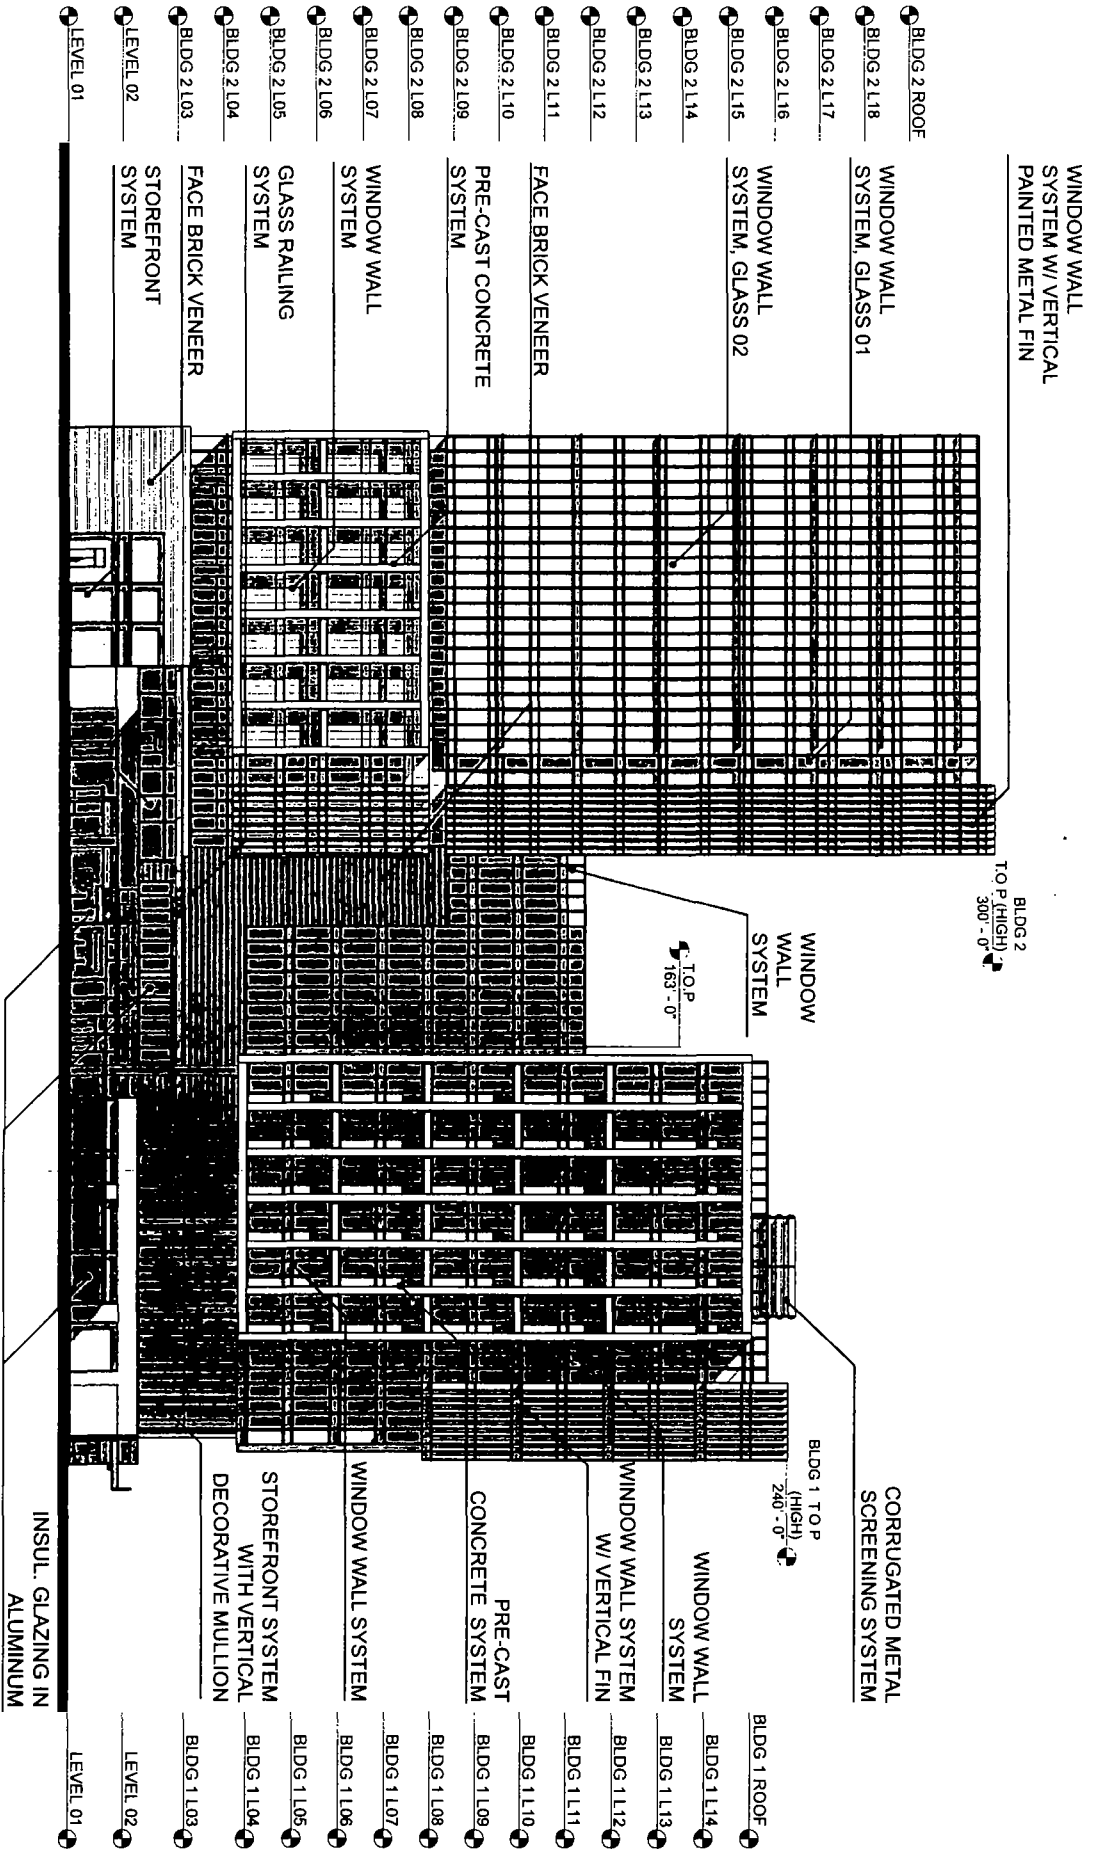 BLDG 2 ROOF
BLDG 2 L18
BLDG 2 L17
BLDG 2 L16
BLDG 2 L15
BLDG 2 L14
BLDG 2 L13
BLDG 2 L12
BLDG 2 L11
BLDG 2 L10
BLDG 2 L09
BLDG 2 L08
BLDG 2 L07
BLDG 2 L06
BLDG 2 L05
BLDG 2 L04
BLDG 2 L03
LEVEL 02
LEVEL 01
WINDOW WALL
SYSTEM W/ VERTICAL
PAINTED METAL FIN
WINDOW WALL
SYSTEM, GLASS 01
WINDOW WALL
SYSTEM, GLASS 02
FACE BRICK VENEER
PRE-CAST CONCRETE
SYSTEM
WINDOW WALL
SYSTEM
GLASS RAILING
SYSTEM
FACE BRICK VENEER
STOREFRONT
SYSTEM
BLDG 2
T.O P (HIGH)
300' - 0"
WINDOW
WALL
SYSTEM
T.O.P
163' - 0"
BLDG 1 T O P
(HIGH)
240' - 0"
CORRUGATED METAL
SCREENING SYSTEM
WINDOW WALL
SYSTEM
WINDOW WALL SYSTEM
W/ VERTICAL FIN
PRE-CAST
CONCRETE SYSTEM
WINDOW WALL SYSTEM
STOREFRONT SYSTEM
WITH VERTICAL
DECORATIVE MULLION
INSUL. GLAZING IN
ALUMINUM
BLDG 1 ROOF
BLDG 1 L14
BLDG 1 L13
BLDG 1 L12
BLDG 1 L11
BLDG 1 L10
BLDG 1 L09
BLDG 1 L08
BLDG 1 L07
BLDG 1 L06
BLDG 1 L05
BLDG 1 L04
BLDG 1 L03
LEVEL 02
LEVEL 01